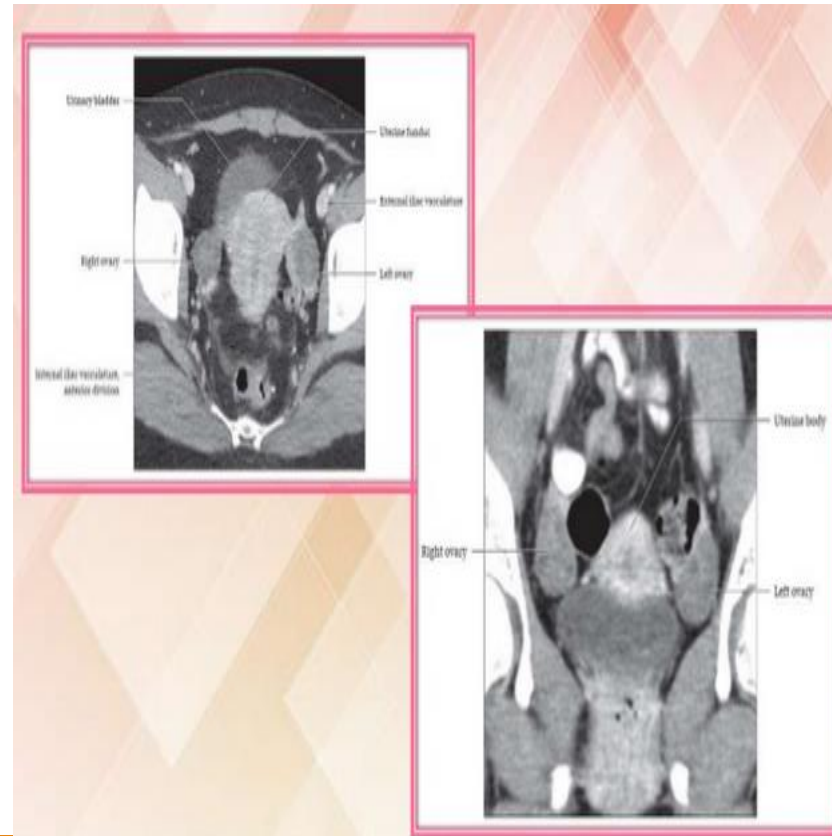 Urinary bladder
Uterine fundus
External iliac vasculature
Right ovary
Left ovary
Internal iliac vasculature,
anterior division
Uterine body
Right ovary
Left ovary